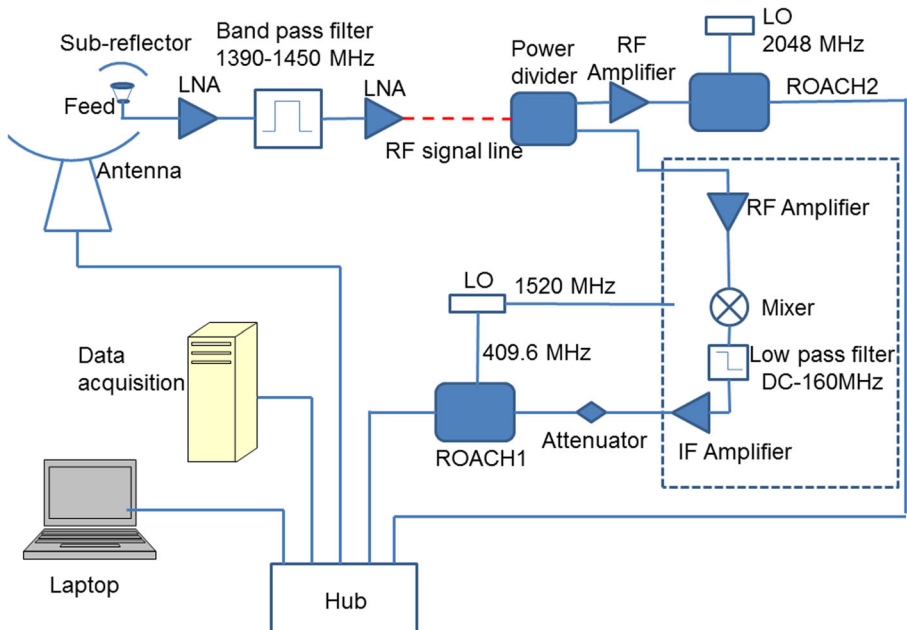 Sub-reflector
Feed
Antenna
LNA
Band pass filter
1390-1450 MHz
LNA
RF signal line
Power
divider
RF
Amplifier
LO
2048 MHz
ROACH2
RF Amplifier
Mixer
Low pass filter
DC-160MHz
IF Amplifier
LO
1520 MHz
409.6 MHz
ROACH1
Attenuator
Data
acquisition
Laptop
Hub